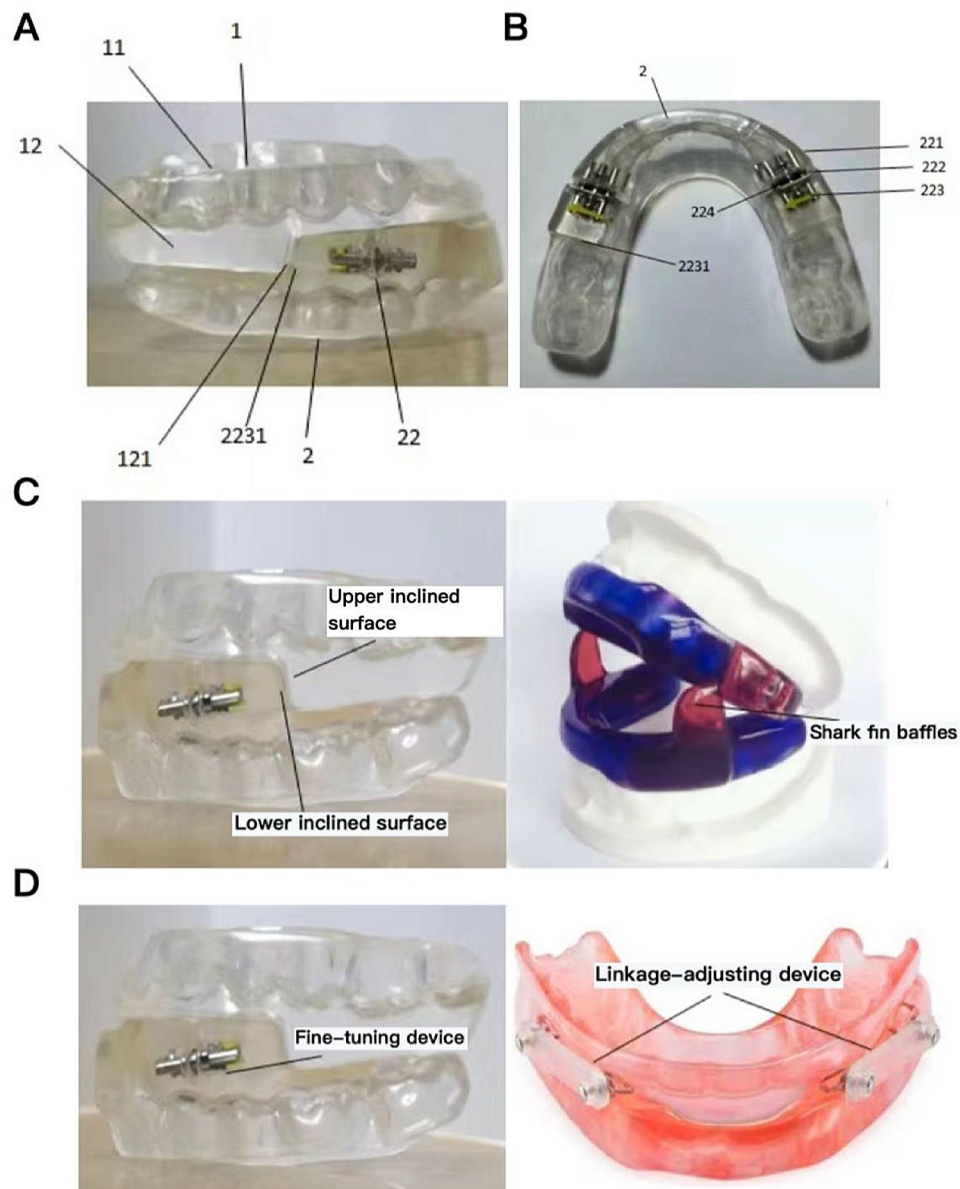 A
B
1
11
12
2
221
222
223
224
2231
121
2231
2
22
C
Upper inclined
surface
Lower inclined surface
Shark fin baffles
D
Fine-tuning device
Linkage-adjusting device